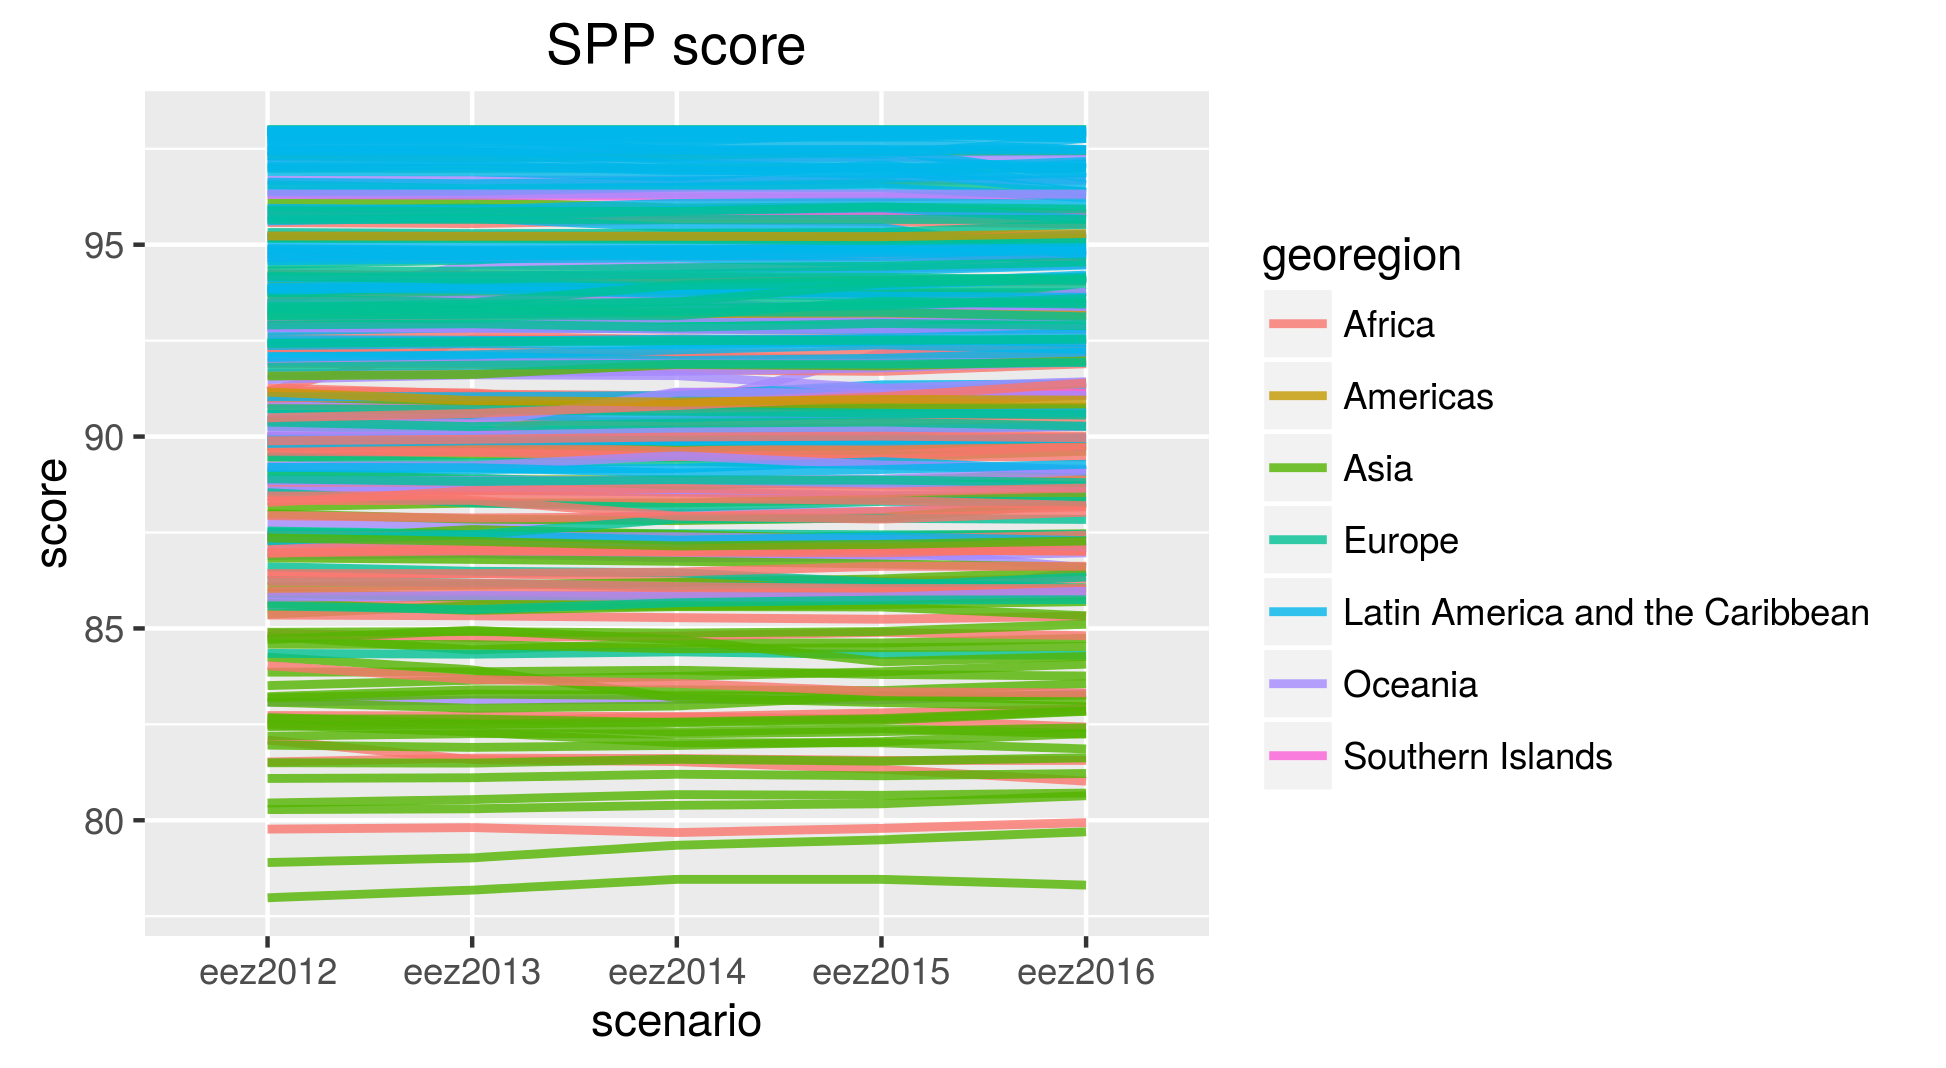 SPP score
score
95
90
85
80
eez2012 eez2013 eez2014 eez2015 eez2016
scenario
georegion
Africa
Americas
Asia
Europe
Latin America and the Caribbean
Oceania
Southern Islands